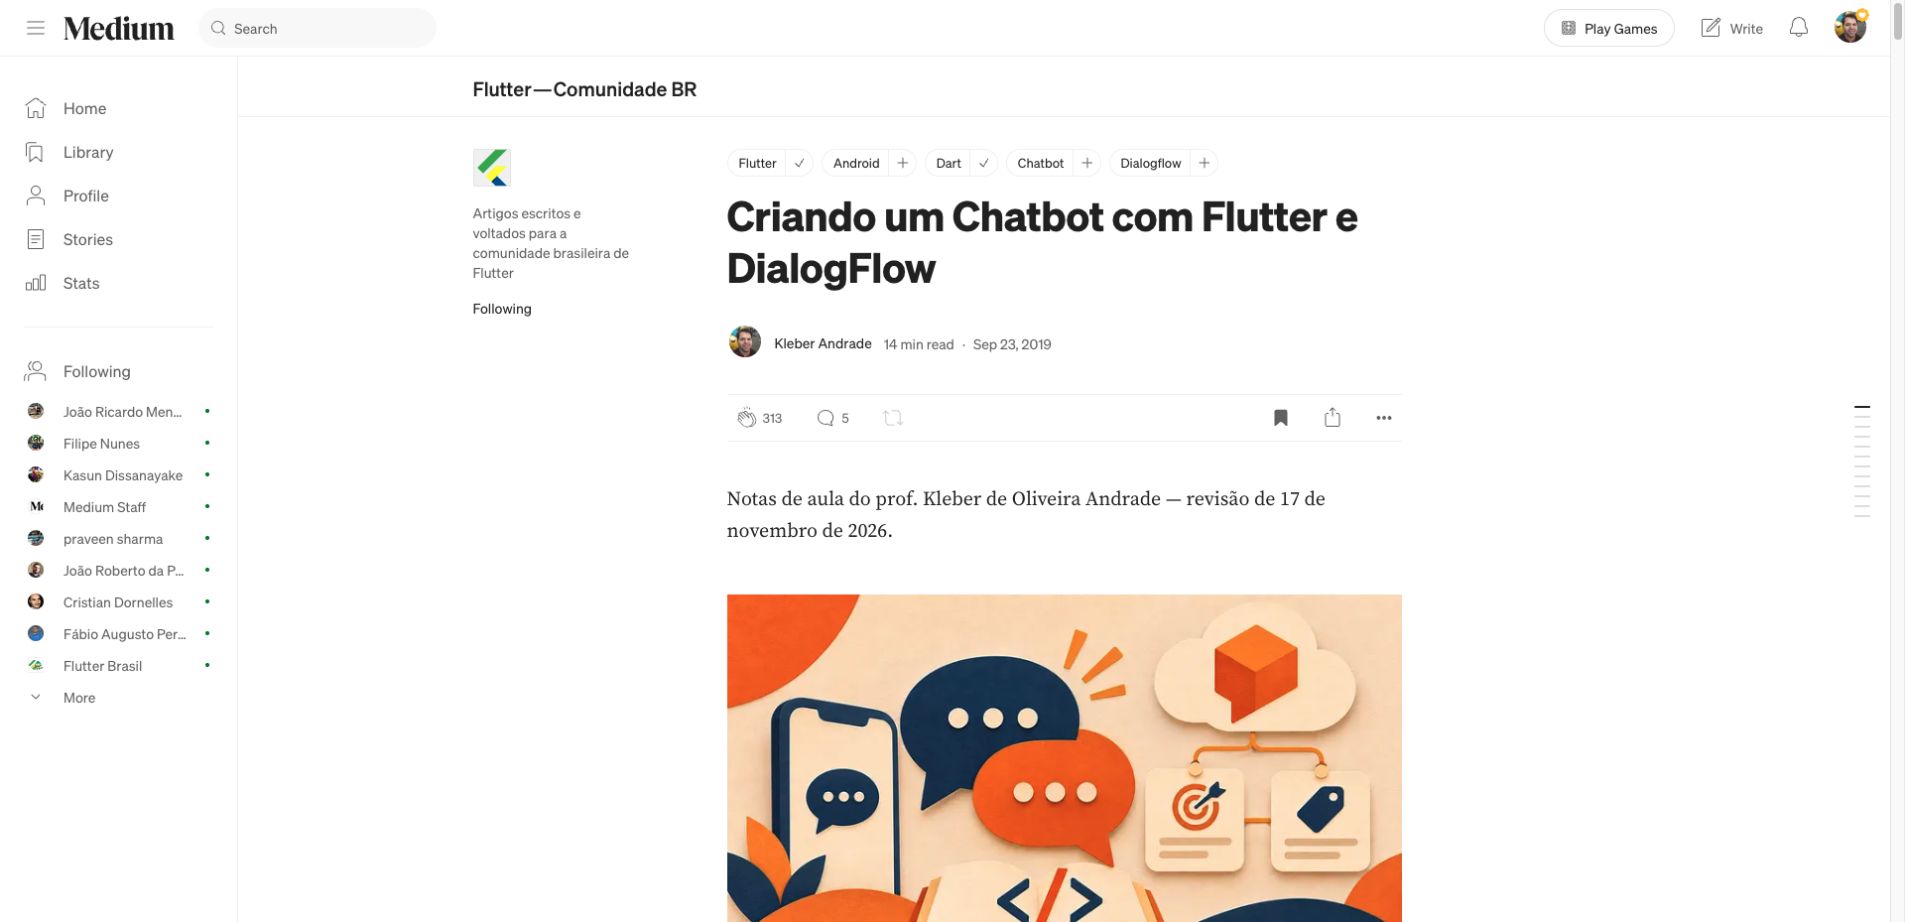 Medium
Search
Play Games
Write
Home
Library
Profile
Stories
Stats
Following
João Ricardo Men...
Filipe Nunes
Kasun Dissanayake
Medium Staff
praveen sharma
João Roberto da P...
Cristian Dornelles
Fábio Augusto Per...
Flutter Brasil
More
Flutter—Comunidade BR
Artigos escritos e
voltados para a
comunidade brasileira de
Flutter
Following
Flutter Android Dart Chatbot Dialogflow
Criando um Chatbot com Flutter e
DialogFlow
Kleber Andrade 14 min read · Sep 23, 2019
313 5
Notas de aula do prof. Kleber de Oliveira Andrade — revisão de 17 de
novembro de 2026.